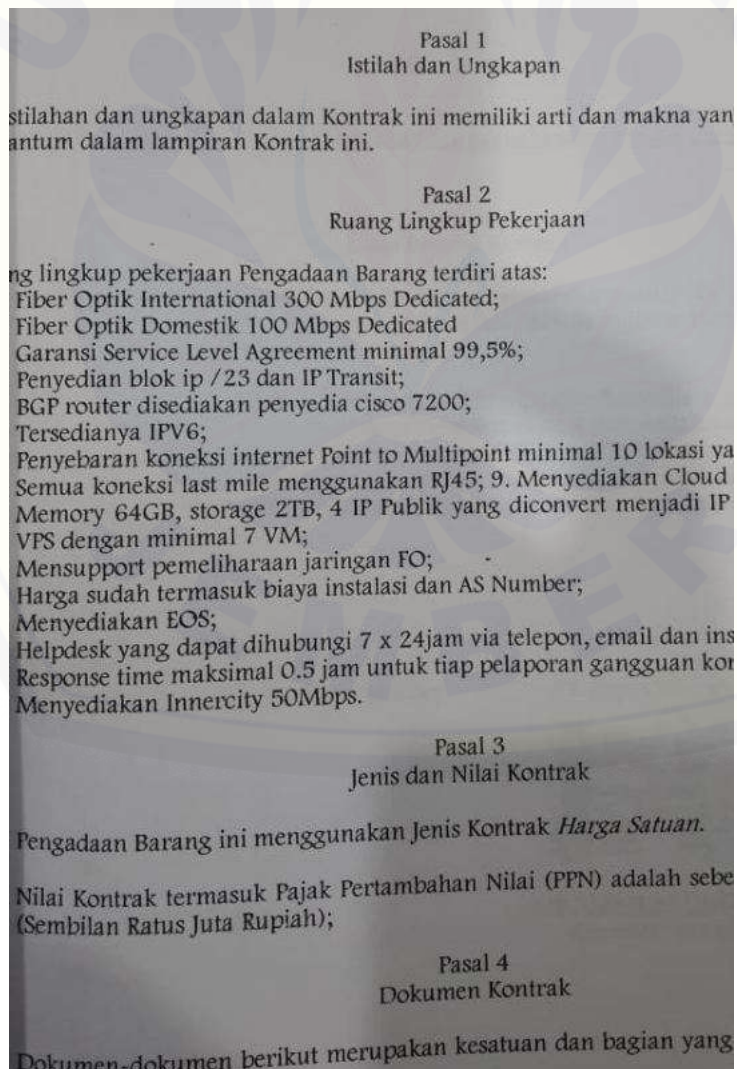 Pasal 1
Istilah dan Ungkapan
stilahan dan ungkapan dalam Kontrak ini memiliki arti dan makna yan
antum dalam lampiran Kontrak ini.
Pasal 2
Ruang Lingkup Pekerjaan
ng lingkup pekerjaan Pengadaan Barang terdiri atas:
Fiber Optik International 300 Mbps Dedicated;
Fiber Optik Domestik 100 Mbps Dedicated
Garansi Service Level Agreement minimal 99,5%;
Penyedian blok ip /23 dan IP Transit;
BGP router disediakan penyedia cisco 7200;
Tersedianya IPV6;
Penyebaran koneksi internet Point to Multipoint minimal 10 lokasi ya
Semua koneksi last mile menggunakan RJ45; 9. Menyediakan Cloud
Memory 64GB, storage 2TB, 4 IP Publik yang diconvert menjadi IP
VPS dengan minimal 7 VM;
Mensupport pemeliharaan jaringan FO;
Harga sudah termasuk biaya instalasi dan AS Number;
Menyediakan EOS;
Helpdesk yang dapat dihubungi 7 x 24jam via telepon, email dan ins
Response time maksimal 0.5 jam untuk tiap pelaporan gangguan kor
Menyediakan Innercity 50Mbps.
Pasal 3
Jenis dan Nilai Kontrak
Pengadaan Barang ini menggunakan Jenis Kontrak Harga Satuan.
Nilai Kontrak termasuk Pajak Pertambahan Nilai (PPN) adalah sebe
(Sembilan Ratus Juta Rupiah);
Pasal 4
Dokumen Kontrak
Dokumen-dokumen berikut merupakan kesatuan dan bagian yang